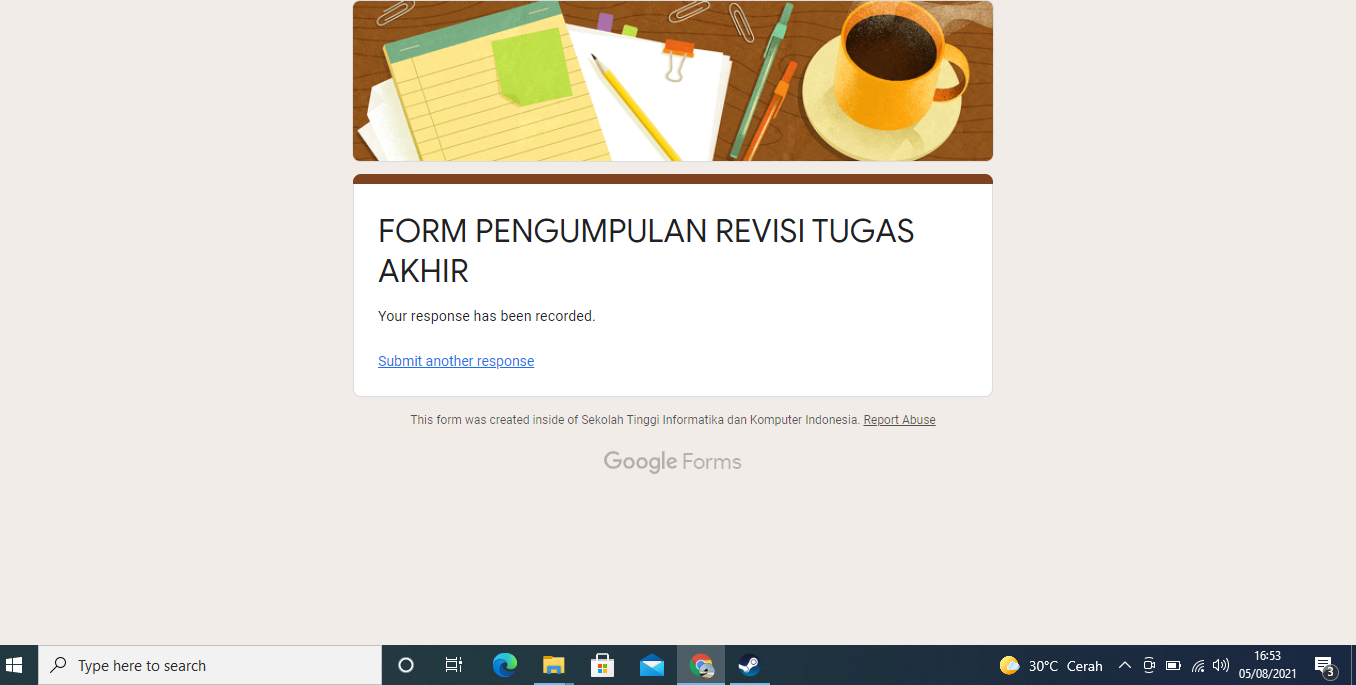 FORM PENGUMPULAN REVISI TUGAS
AKHIR
Your response has been recorded.
Submit another response
This form was created inside of Sekolah Tinggi Informatika dan Komputer Indonesia. Report Abuse
Google Forms
Type here to search
30°C Cerah
16:53
05/08/2021
3